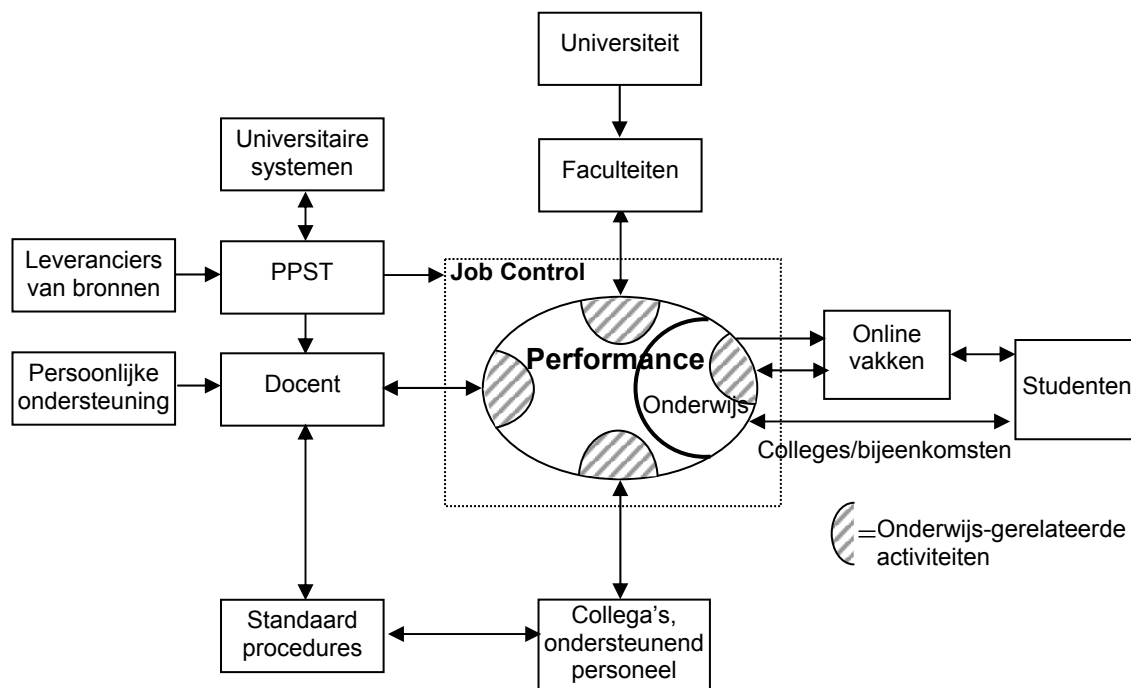 Universiteit
Universitaire
systemen
Faculteiten
Leveranciers
van bronnen
PPST
Job Control
Performance
Online
vakken
Persoonlijke
ondersteuning
Docent
Onderwijs
Studenten
Colleges/bijeenkomsten
=Onderwijs-gerelateerde
activiteiten
Standaard
procedures
Collega’s,
ondersteunend
personeel